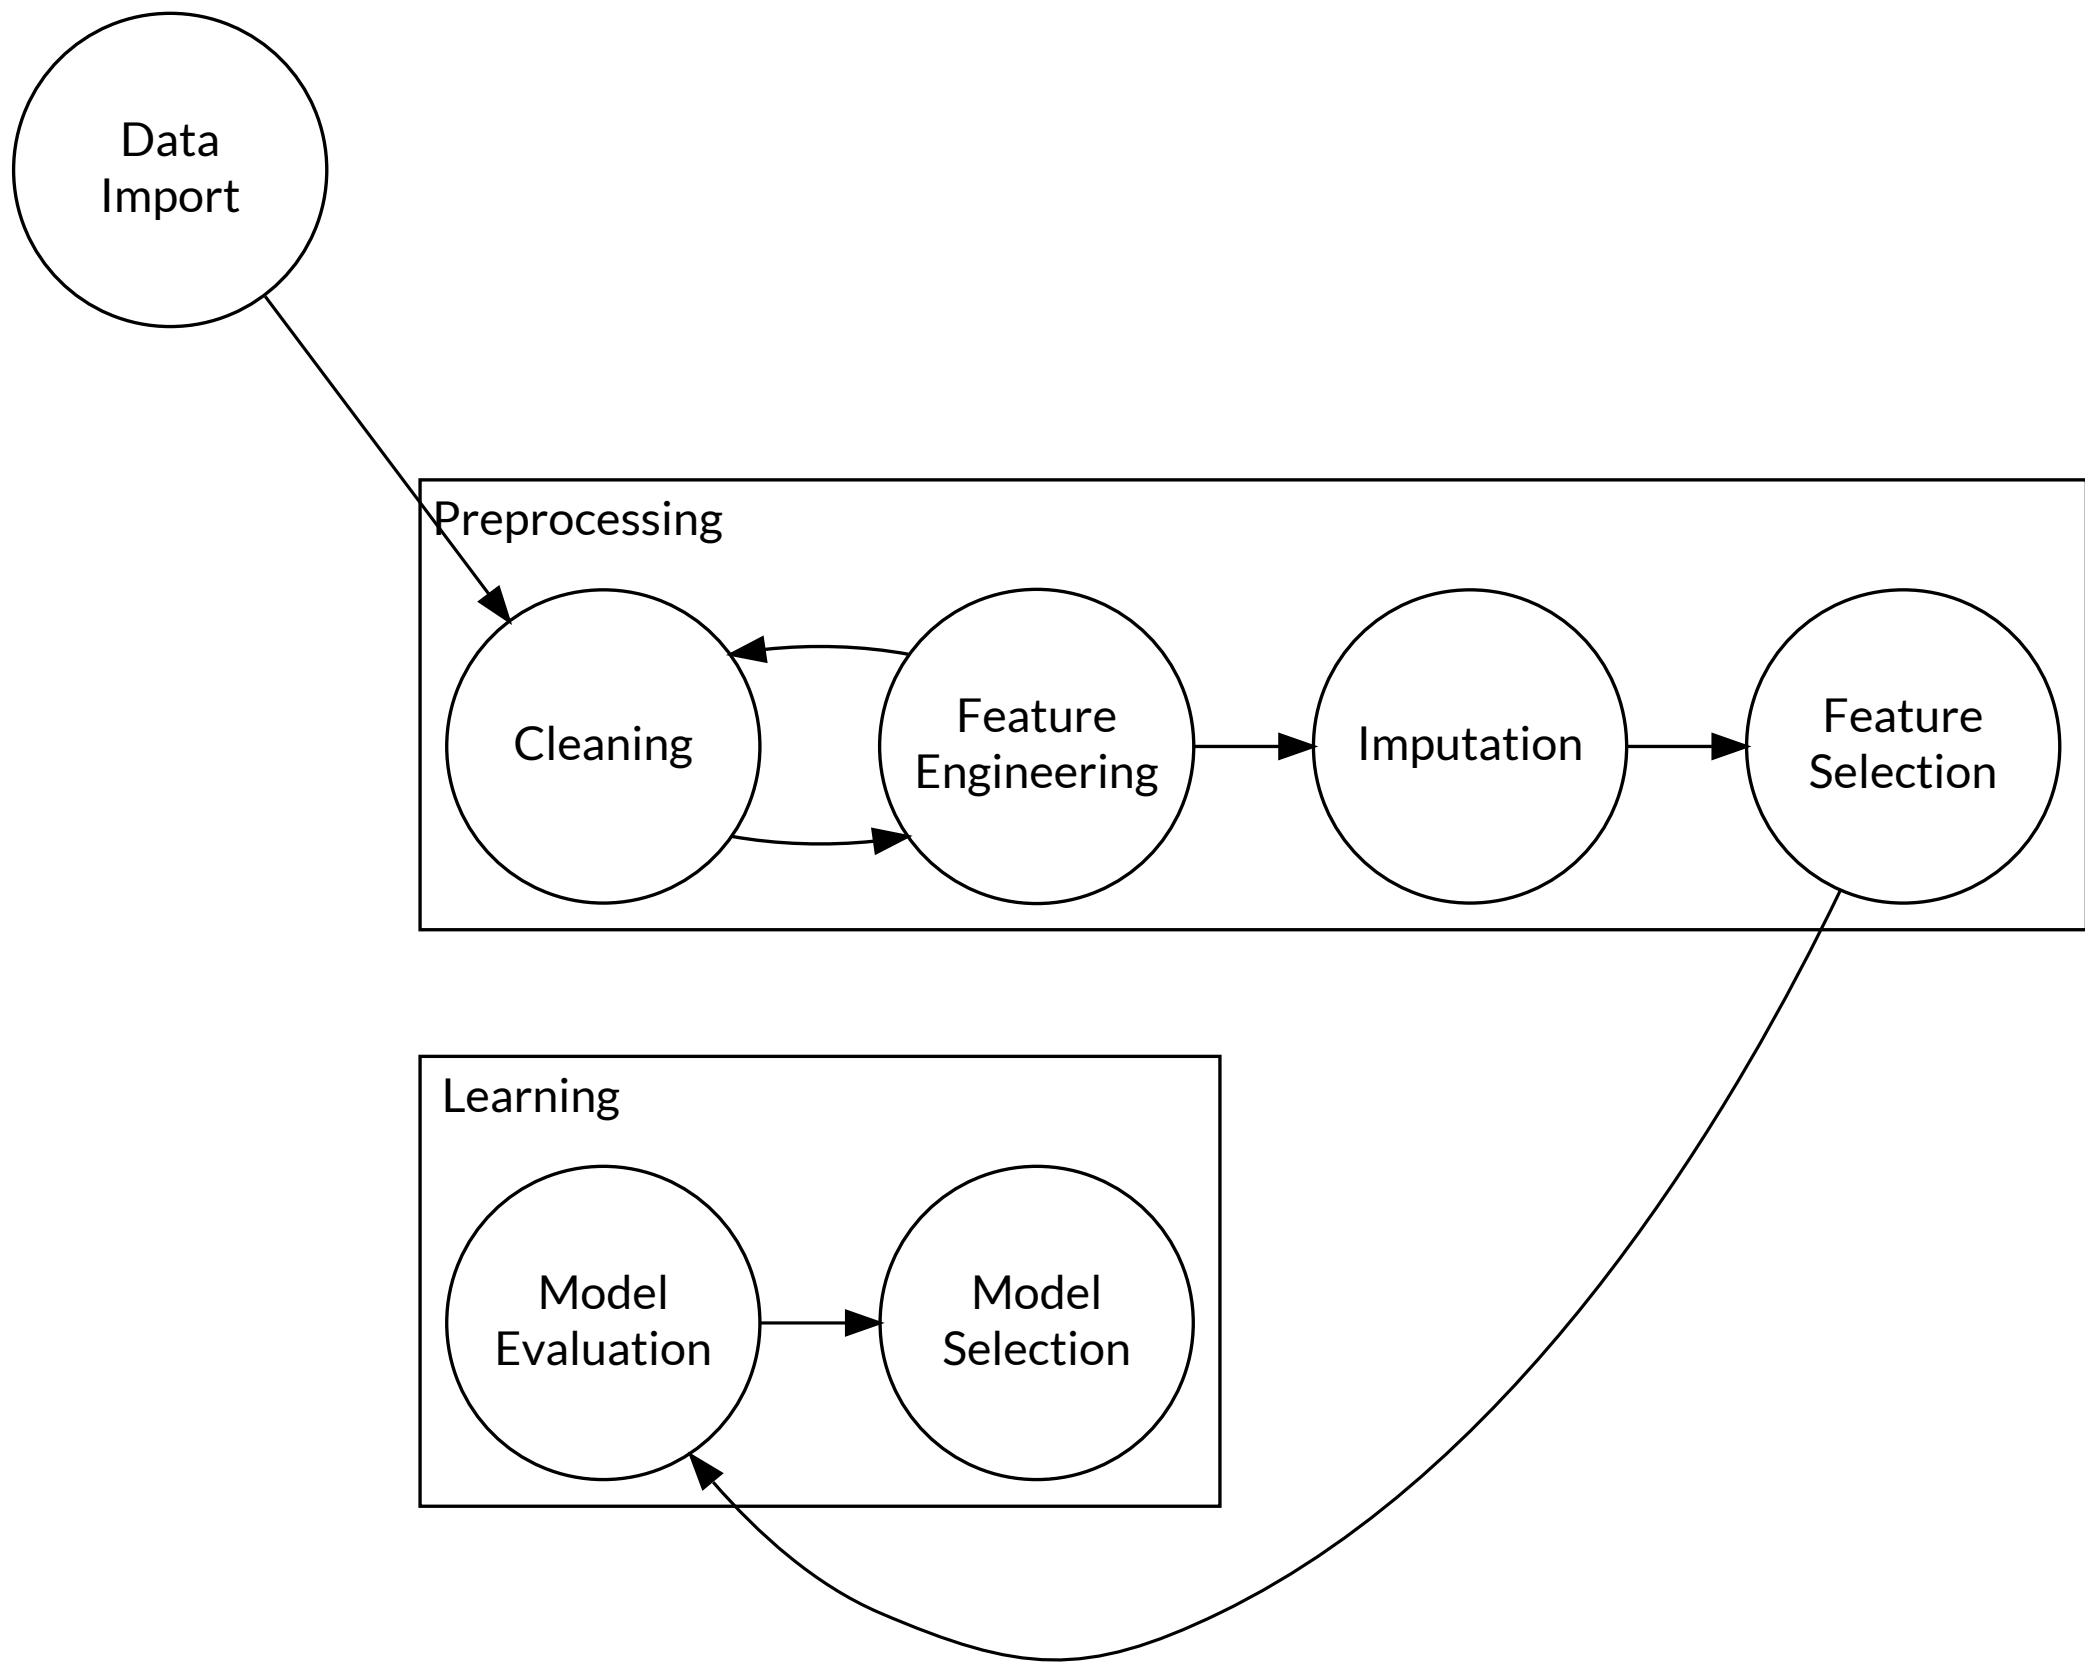 Data
Import
Preprocessing
Cleaning
Feature
Engineering
Imputation
Feature
Selection
Learning
Model
Evaluation
Model
Selection